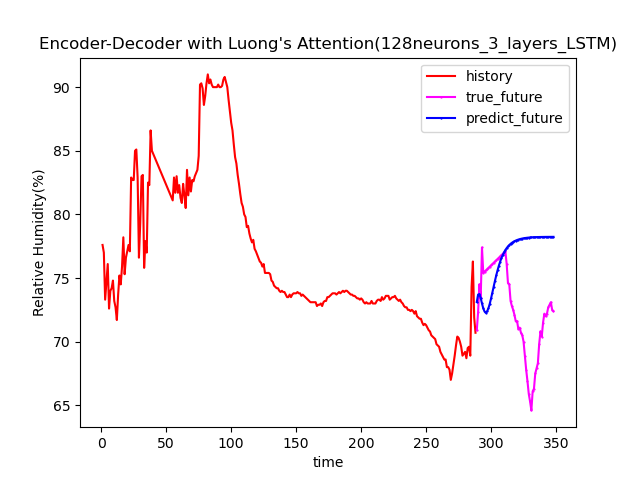 Encoder-Decoder with Luong's Attention(128neurons_3_layers_LSTM)
history
true_future
predict_future
90
85
80
75
70
65
Relative Humidity(%)
0 50 100 150 200 250 300 350
time